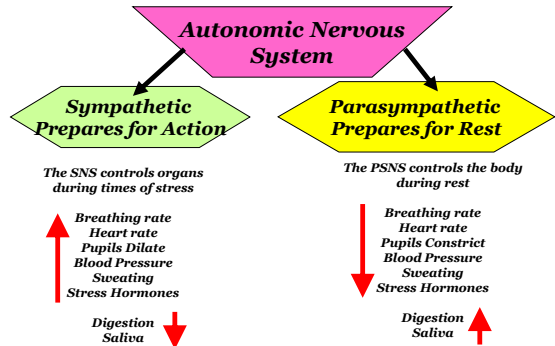 Autonomic Nervous
System
Sympathetic
Prepares for Action
The SNS controls organs
during times of stress
Breathing rate
Heart rate
Pupils Dilate
Blood Pressure
Sweating
Stress Hormones
Digestion
Saliva
Parasympathetic
Prepares for Rest
The PSNS controls the body
during rest
Breathing rate
Heart rate
Pupils Constrict
Blood Pressure
Sweating
Stress Hormones
Digestion
Saliva